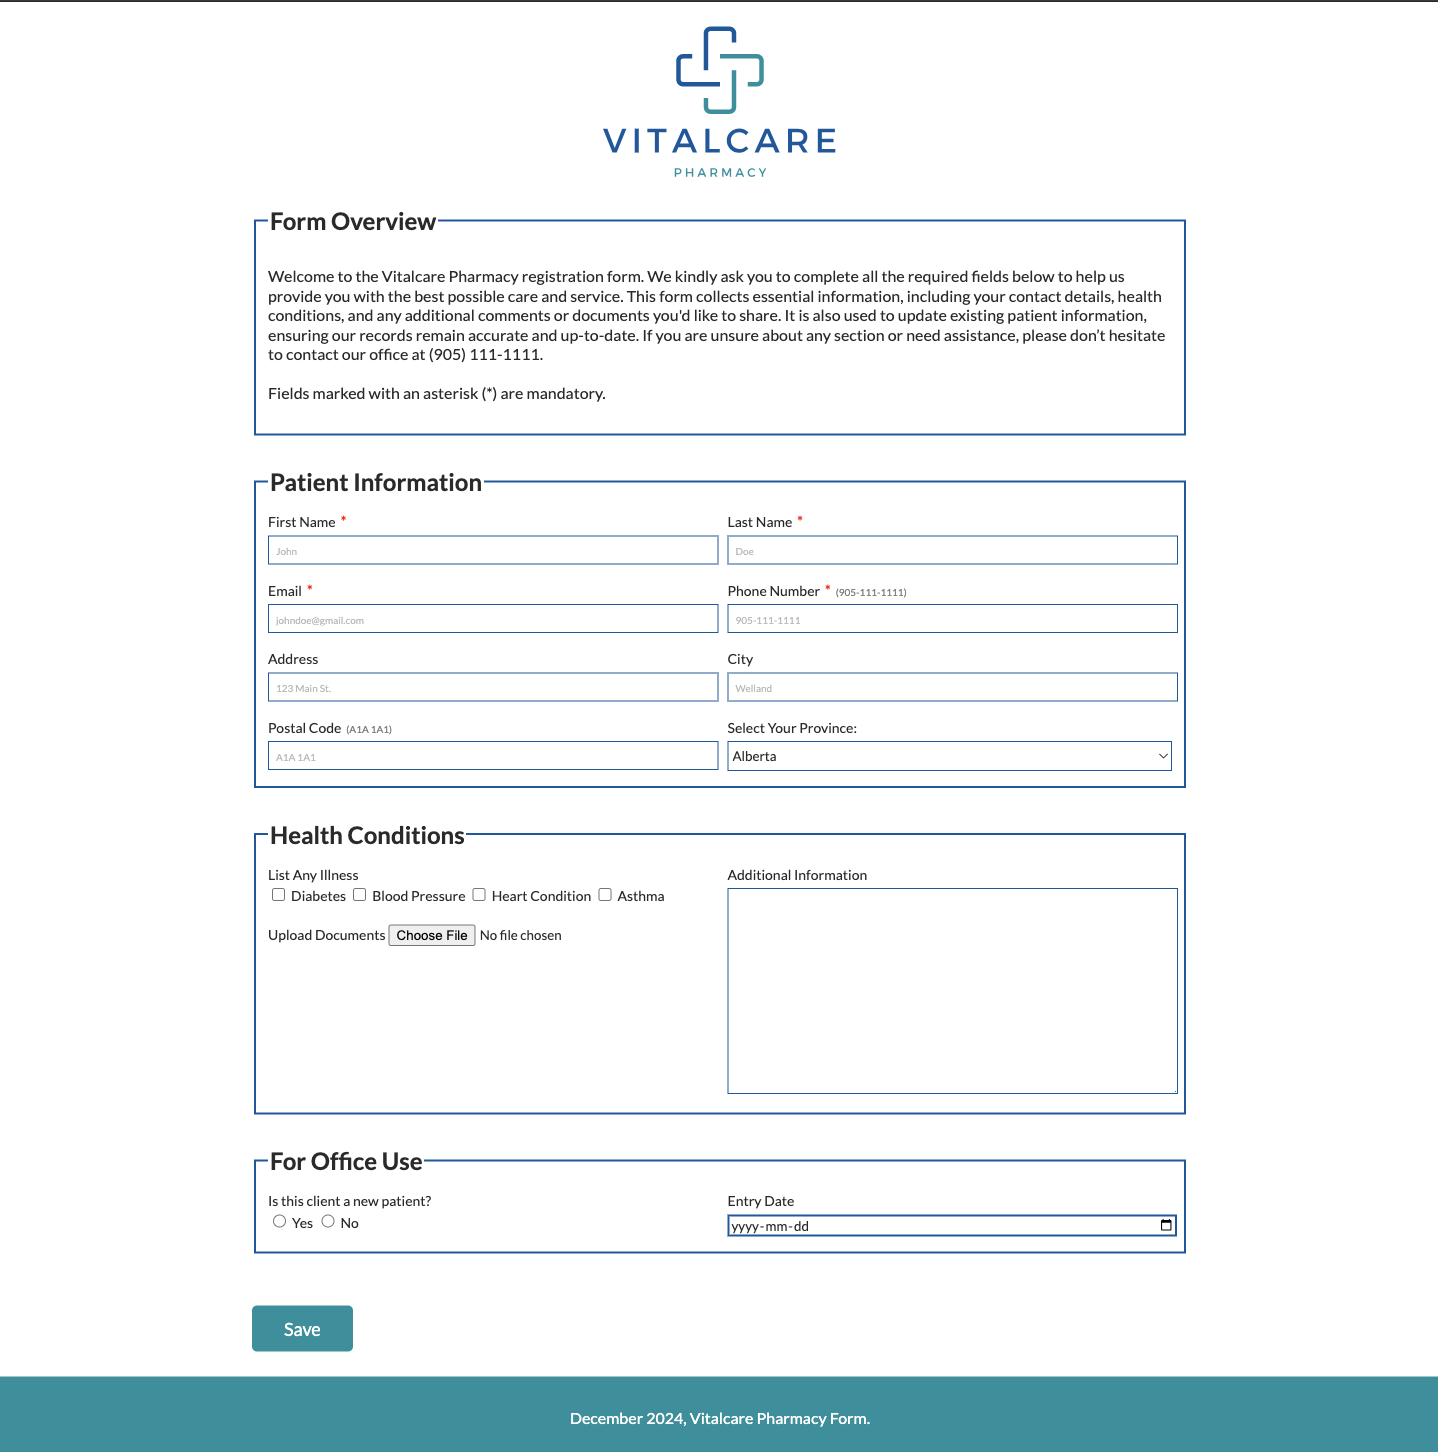 VITALCARE
PHARMACY
Form Overview
Welcome to the Vitalcare Pharmacy registration form. We kindly ask you to complete all the required fields below to help us
provide you with the best possible care and service. This form collects essential information, including your contact details, health
conditions, and any additional comments or documents you'd like to share. It is also used to update existing patient information,
ensuring our records remain accurate and up-to-date. If you are unsure about any section or need assistance, please don’t hesitate
to contact our office at (905) 111-1111.
Fields marked with an asterisk (*) are mandatory.
Patient Information
First Name *
Last Name *
John
Doe
Email *
Phone Number * (905-111-1111)
johndoe@gmail.com
905-111-1111
Address
City
123 Main St.
Welland
Postal Code (A1A 1A1)
Select Your Province:
A1A 1A1
Alberta
Health Conditions
List Any Illness
Additional Information
Diabetes Blood Pressure Heart Condition Asthma
Upload Documents Choose File No file chosen
For Office Use
Is this client a new patient?
Entry Date
Yes No
yyyy-mm-dd
Save
December 2024, Vitalcare Pharmacy Form.